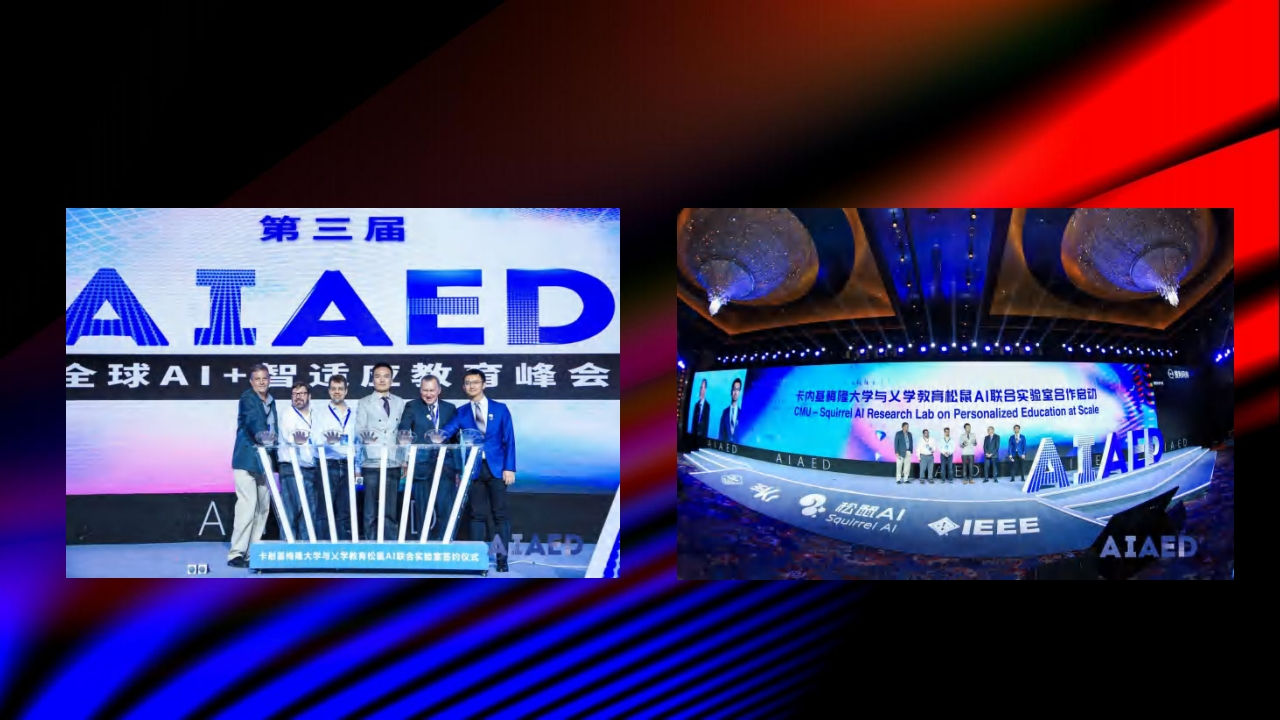 第三届
AIAED
全球AI+智适应教育峰会
AIAED
卡耐基梅隆大学与乂学教育松鼠AI联合实验室签约仪式
卡内基梅隆大学与乂学教育松鼠AI联合实验室合作启动
CMU – Squirrel AI Research Lab on Personalized Education at Scale
AIAED
AIAED
松鼠AI
Squirrel AI
IEEE
AIAED